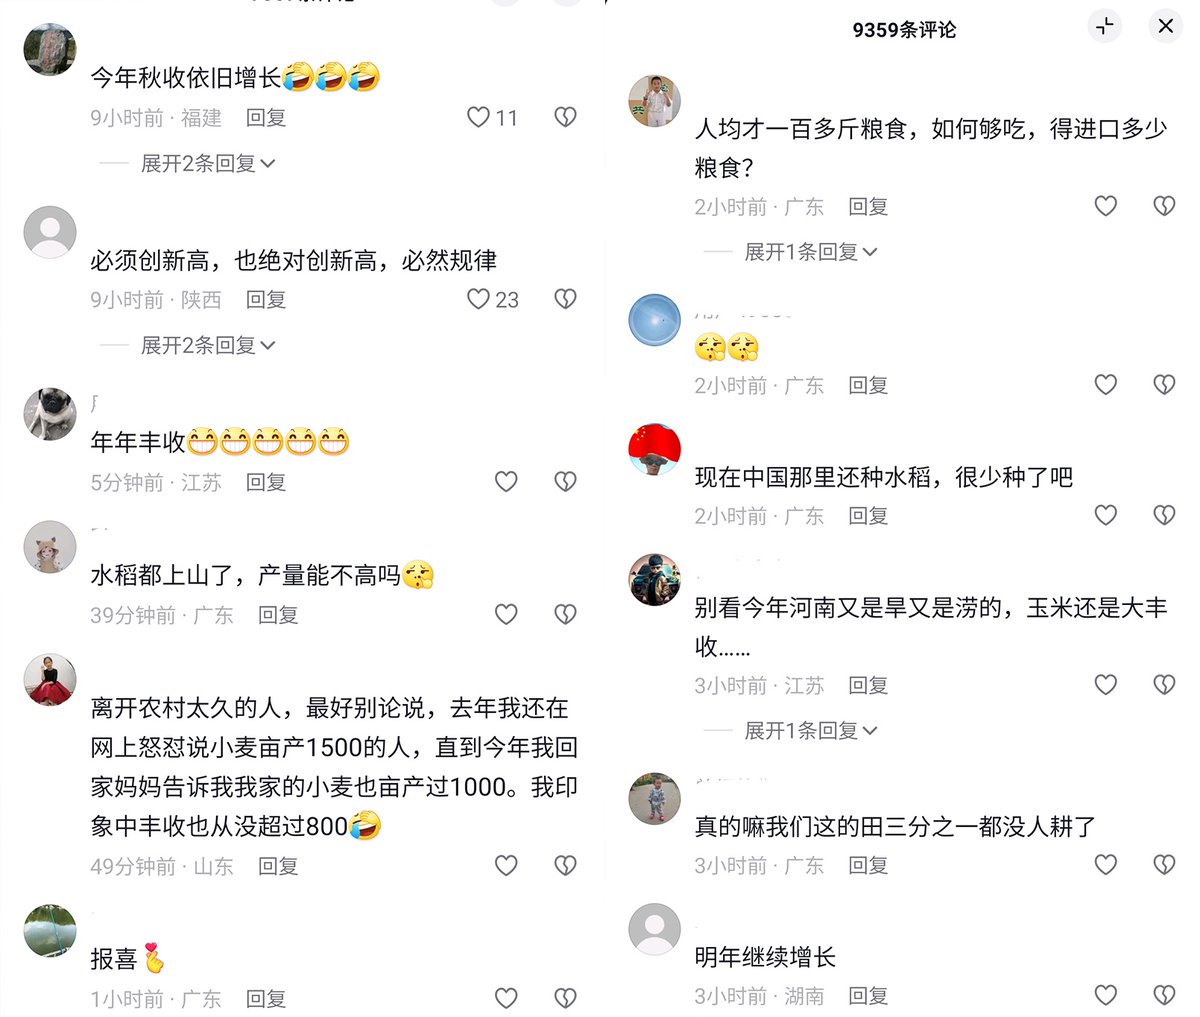 今年秋收依旧增长🤣🤣🤣
9小时前 · 福建 回复 11
展开2条回复
必须创新高，也绝对创新高，必然规律
9小时前 · 陕西 回复 23
展开2条回复
年年丰收😁😁😁😁😁
5分钟前 · 江苏 回复
水稻都上山了，产量能不高吗🤫
39分钟前 · 广东 回复
离开农村太久的人，最好别论说，去年我还在
网上怒怼说小麦亩产1500的人，直到今年我回
家妈妈告诉我我家的小麦也亩产过1000。我印
象中丰收也从没超过800🤣
49分钟前 · 山东 回复
报喜🫰
1小时前 · 广东 回复
9359条评论
人均才一百多斤粮食，如何够吃，得进口多少
粮食？
2小时前 · 广东 回复
展开1条回复
🤫🤫
2小时前 · 广东 回复
现在中国那里还种水稻，很少种了吧
2小时前 · 广东 回复
别看今年河南又是旱又是涝的，玉米还是大丰
收……
3小时前 · 江苏 回复
展开1条回复
真的嘛我们这的田三分之一都没人耕了
3小时前 · 广东 回复
明年继续增长
3小时前 · 湖南 回复